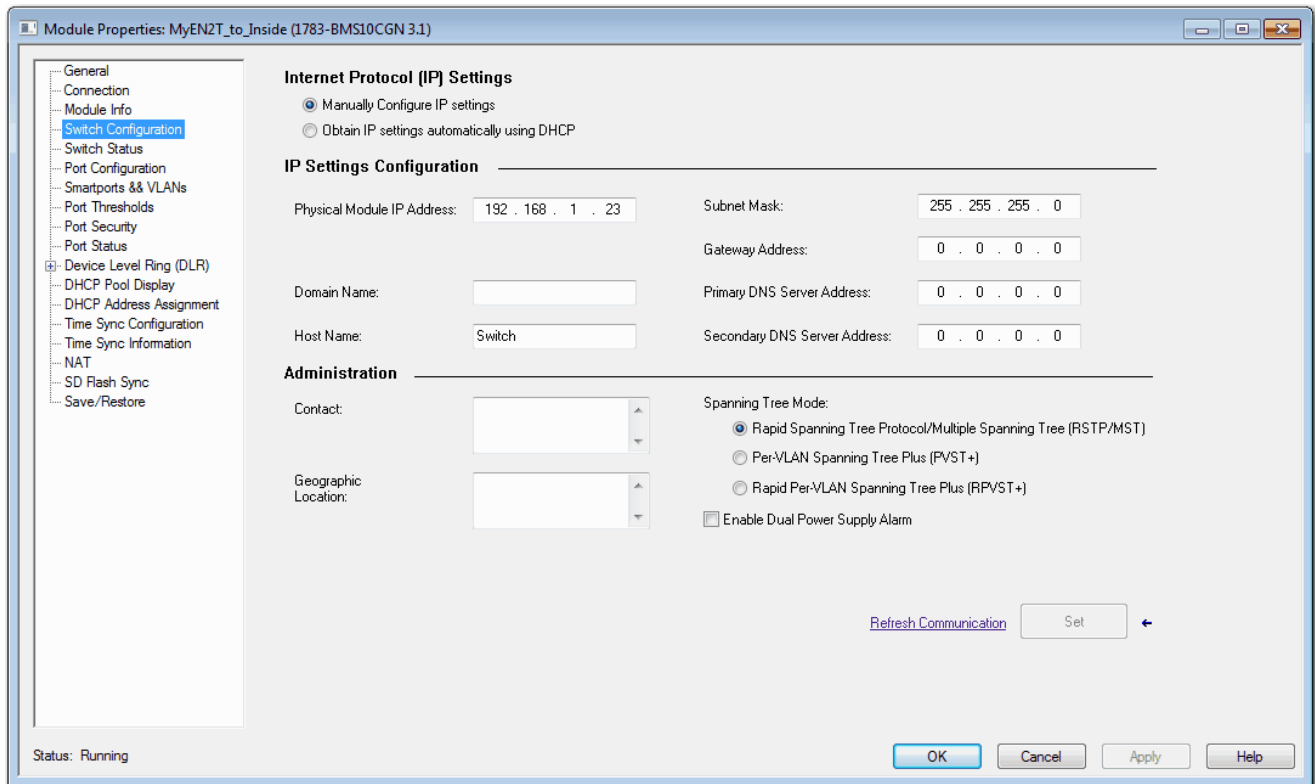 Module Properties: MyEN2T_to_Inside (1783-BMS10CGN 3.1)
General
Connection
Module Info
Switch Configuration
Switch Status
Port Configuration
Smartports && VLANs
Port Thresholds
Port Security
Port Status
Device Level Ring (DLR)
DHCP Pool Display
DHCP Address Assignment
Time Sync Configuration
Time Sync Information
NAT
SD Flash Sync
Save/Restore
Internet Protocol (IP) Settings
Manually Configure IP settings
Obtain IP settings automatically using DHCP
IP Settings Configuration
Physical Module IP Address: 192 . 168 . 1 . 23
Subnet Mask: 255 . 255 . 255 . 0
Gateway Address: 0 . 0 . 0 . 0
Domain Name:
Primary DNS Server Address: 0 . 0 . 0 . 0
Host Name: Switch
Secondary DNS Server Address: 0 . 0 . 0 . 0
Administration
Contact:
Geographic
Location:
Spanning Tree Mode:
Rapid Spanning Tree Protocol/Multiple Spanning Tree (RSTP/MST)
Per-VLAN Spanning Tree Plus (PVST+)
Rapid Per-VLAN Spanning Tree Plus (RPVST+)
Enable Dual Power Supply Alarm
Refresh Communication
Set
Status: Running
OK
Cancel
Apply
Help